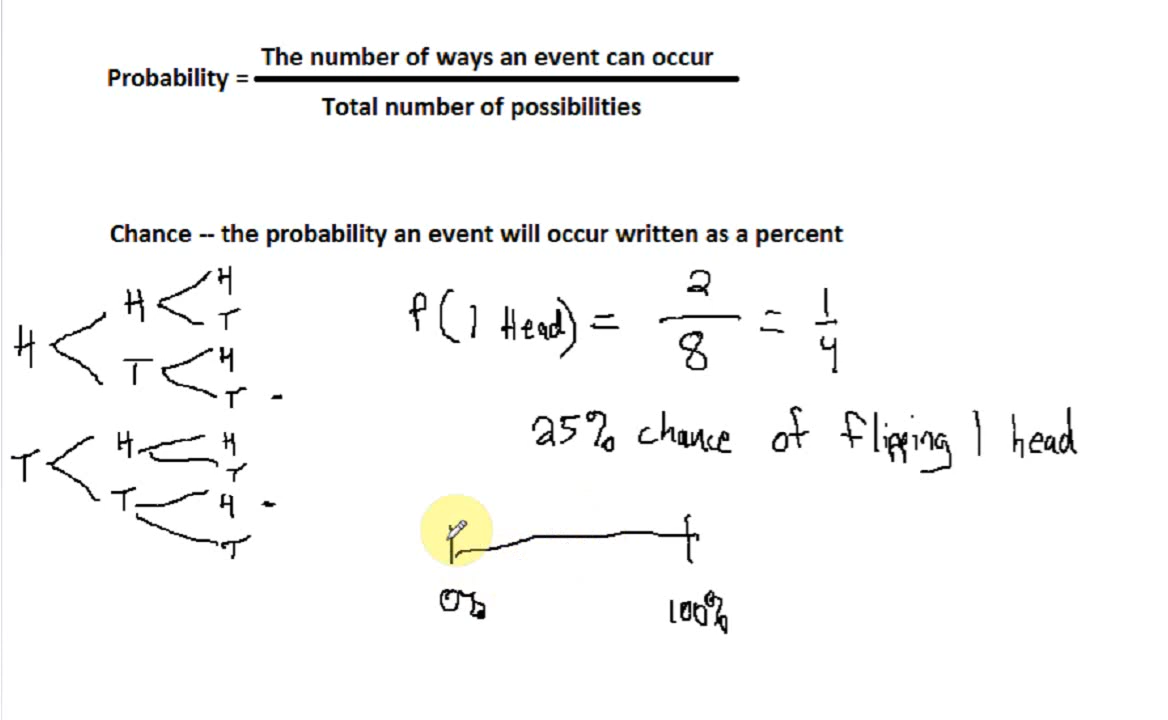 The number of ways an event can occur
Probability =
Total number of possibilities
Chance -- the probability an event will occur written as a percent
H H H
T
T H
T -
T H H
T
T H -
T
P(1 Head) = 2/8 = 1/4
25% chance of flipping 1 head
0% 100%